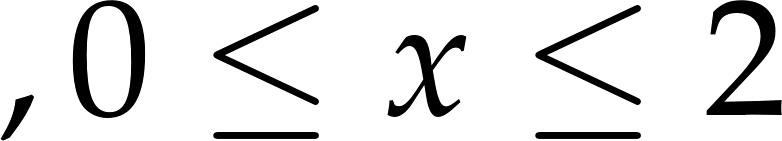 , 0 ≤ x ≤ 2